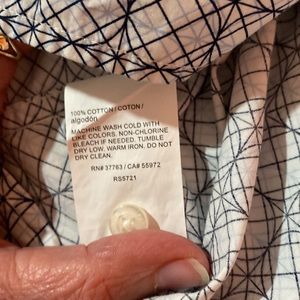 100% COTTON / COTON /
algodón
MACHINE WASH COLD WITH
LIKE COLORS. NON-CHLORINE
BLEACH IF NEEDED. TUMBLE
DRY LOW. WARM IRON. DO NOT
DRY CLEAN.
RN# 37763 / CA# 55972
RS5721